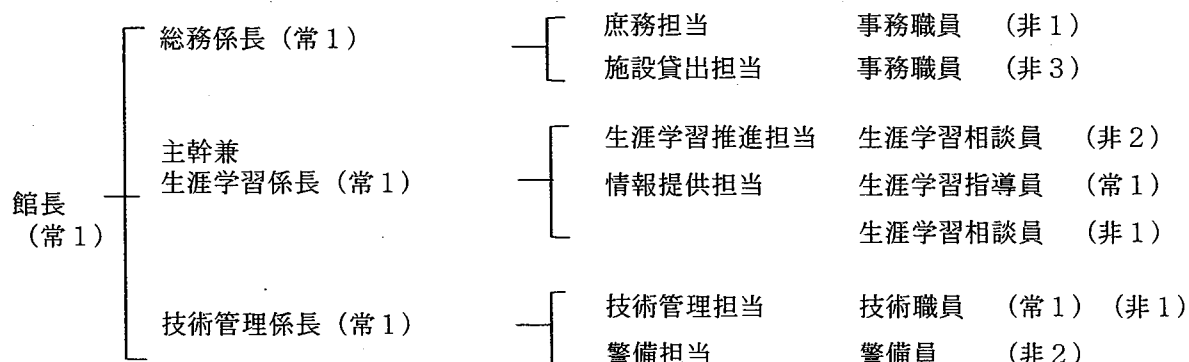 総務係長（常１） 庶務担当 事務職員 （非１）
施設貸出担当 事務職員 （非３）
主幹兼 生涯学習推進担当 生涯学習相談員 （非２）
生涯学習係長（常１） 情報提供担当 生涯学習指導員 （常１）
館長
（常１） 生涯学習相談員 （非１）
技術管理係長（常１） 技術管理担当 技術職員 （常１）（非１）
警備担当 警備員 （非２）